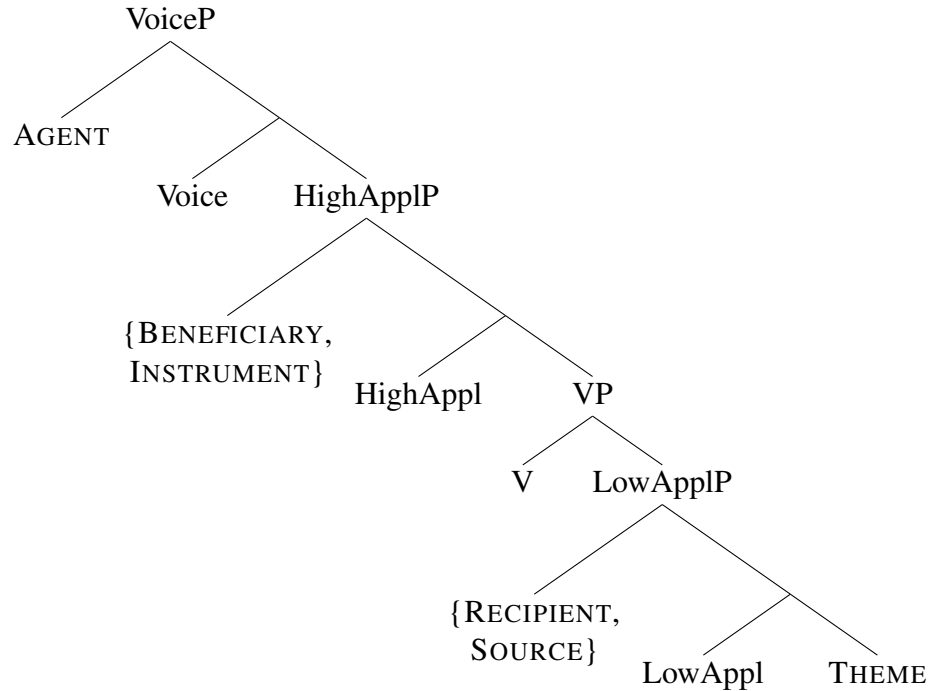 VoiceP
AGENT
Voice HighApplP
{BENEFICIARY,
INSTRUMENT}
HighAppl VP
V LowApplP
{RECIPIENT,
SOURCE}
LowAppl THEME